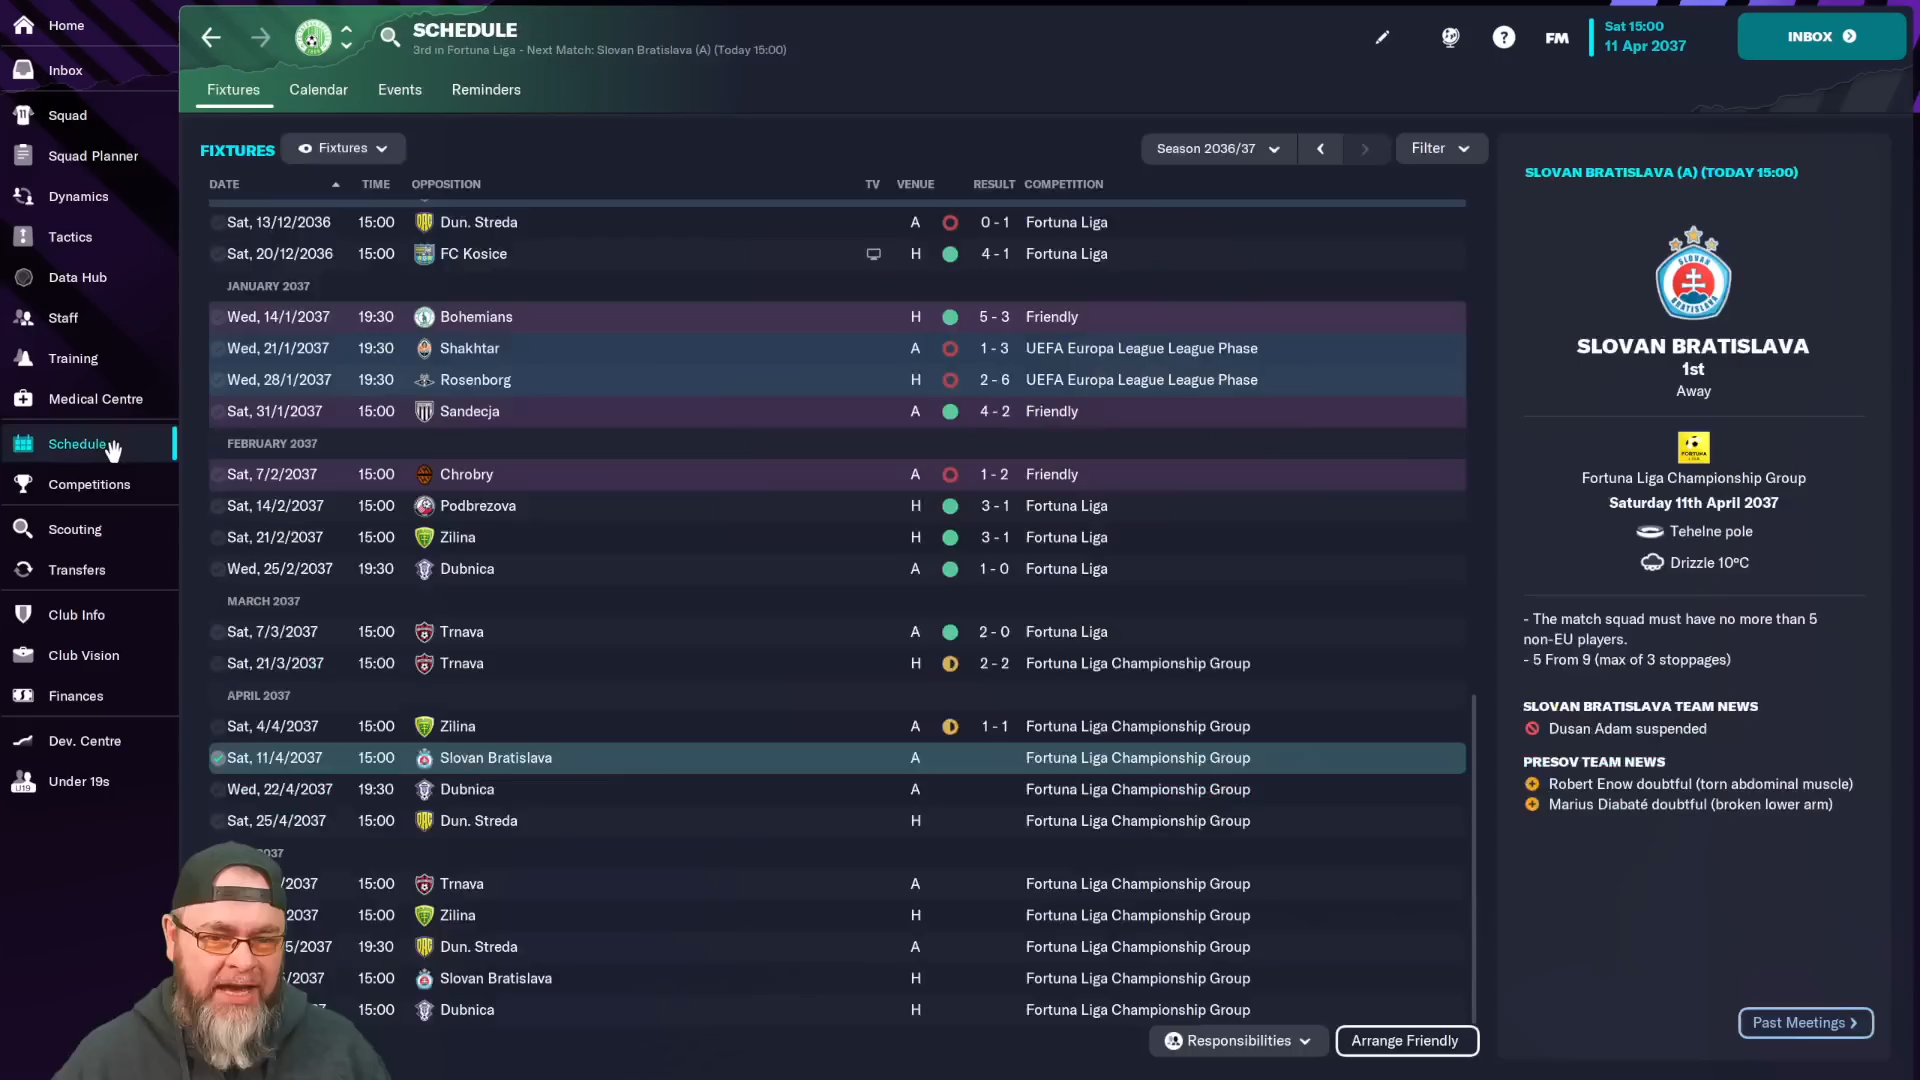 Home
Inbox
Squad
Squad Planner
Dynamics
Tactics
Data Hub
Staff
Training
Medical Centre
Schedule
Competitions
Scouting
Transfers
Club Info
Club Vision
Finances
Dev. Centre
Under 19s
SCHEDULE
3rd in Fortuna Liga - Next Match: Slovan Bratislava (A) (Today 15:00)
FM
Sat 15:00
11 Apr 2037
INBOX
Fixtures Calendar Events Reminders
FIXTURES Fixtures Season 2036/37 Filter
DATE TIME OPPOSITION TV VENUE RESULT COMPETITION
Sat, 13/12/2036 15:00 Dun. Streda A 0 - 1 Fortuna Liga
Sat, 20/12/2036 15:00 FC Kosice H 4 - 1 Fortuna Liga
JANUARY 2037
Wed, 14/1/2037 19:30 Bohemians H 5 - 3 Friendly
Wed, 21/1/2037 19:30 Shakhtar A 1 - 3 UEFA Europa League League Phase
Wed, 28/1/2037 19:30 Rosenborg H 2 - 6 UEFA Europa League League Phase
Sat, 31/1/2037 15:00 Sandecja A 4 - 2 Friendly
FEBRUARY 2037
Sat, 7/2/2037 15:00 Chrobry A 1 - 2 Friendly
Sat, 14/2/2037 15:00 Podbrezova H 3 - 1 Fortuna Liga
Sat, 21/2/2037 15:00 Zilina H 3 - 1 Fortuna Liga
Wed, 25/2/2037 19:30 Dubnica A 1 - 0 Fortuna Liga
MARCH 2037
Sat, 7/3/2037 15:00 Trnava A 2 - 0 Fortuna Liga
Sat, 21/3/2037 15:00 Trnava H 2 - 2 Fortuna Liga Championship Group
APRIL 2037
Sat, 4/4/2037 15:00 Zilina A 1 - 1 Fortuna Liga Championship Group
Sat, 11/4/2037 15:00 Slovan Bratislava A Fortuna Liga Championship Group
Wed, 22/4/2037 19:30 Dubnica A Fortuna Liga Championship Group
Sat, 25/4/2037 15:00 Dun. Streda H Fortuna Liga Championship Group
2037
/2037 15:00 Trnava A Fortuna Liga Championship Group
/2037 15:00 Zilina H Fortuna Liga Championship Group
5/2037 19:30 Dun. Streda A Fortuna Liga Championship Group
5/2037 15:00 Slovan Bratislava H Fortuna Liga Championship Group
7 15:00 Dubnica H Fortuna Liga Championship Group
Responsibilities Arrange Friendly
SLOVAN BRATISLAVA (A) (TODAY 15:00)
SLOVAN
SLOVAN BRATISLAVA
1st
Away
FORTUNA
Fortuna Liga Championship Group
Saturday 11th April 2037
Tehelne pole
Drizzle 10ºC
- The match squad must have no more than 5
non-EU players.
- 5 From 9 (max of 3 stoppages)
SLOVAN BRATISLAVA TEAM NEWS
Dusan Adam suspended
PRESOV TEAM NEWS
Robert Enow doubtful (torn abdominal muscle)
Marius Diabaté doubtful (broken lower arm)
Past Meetings